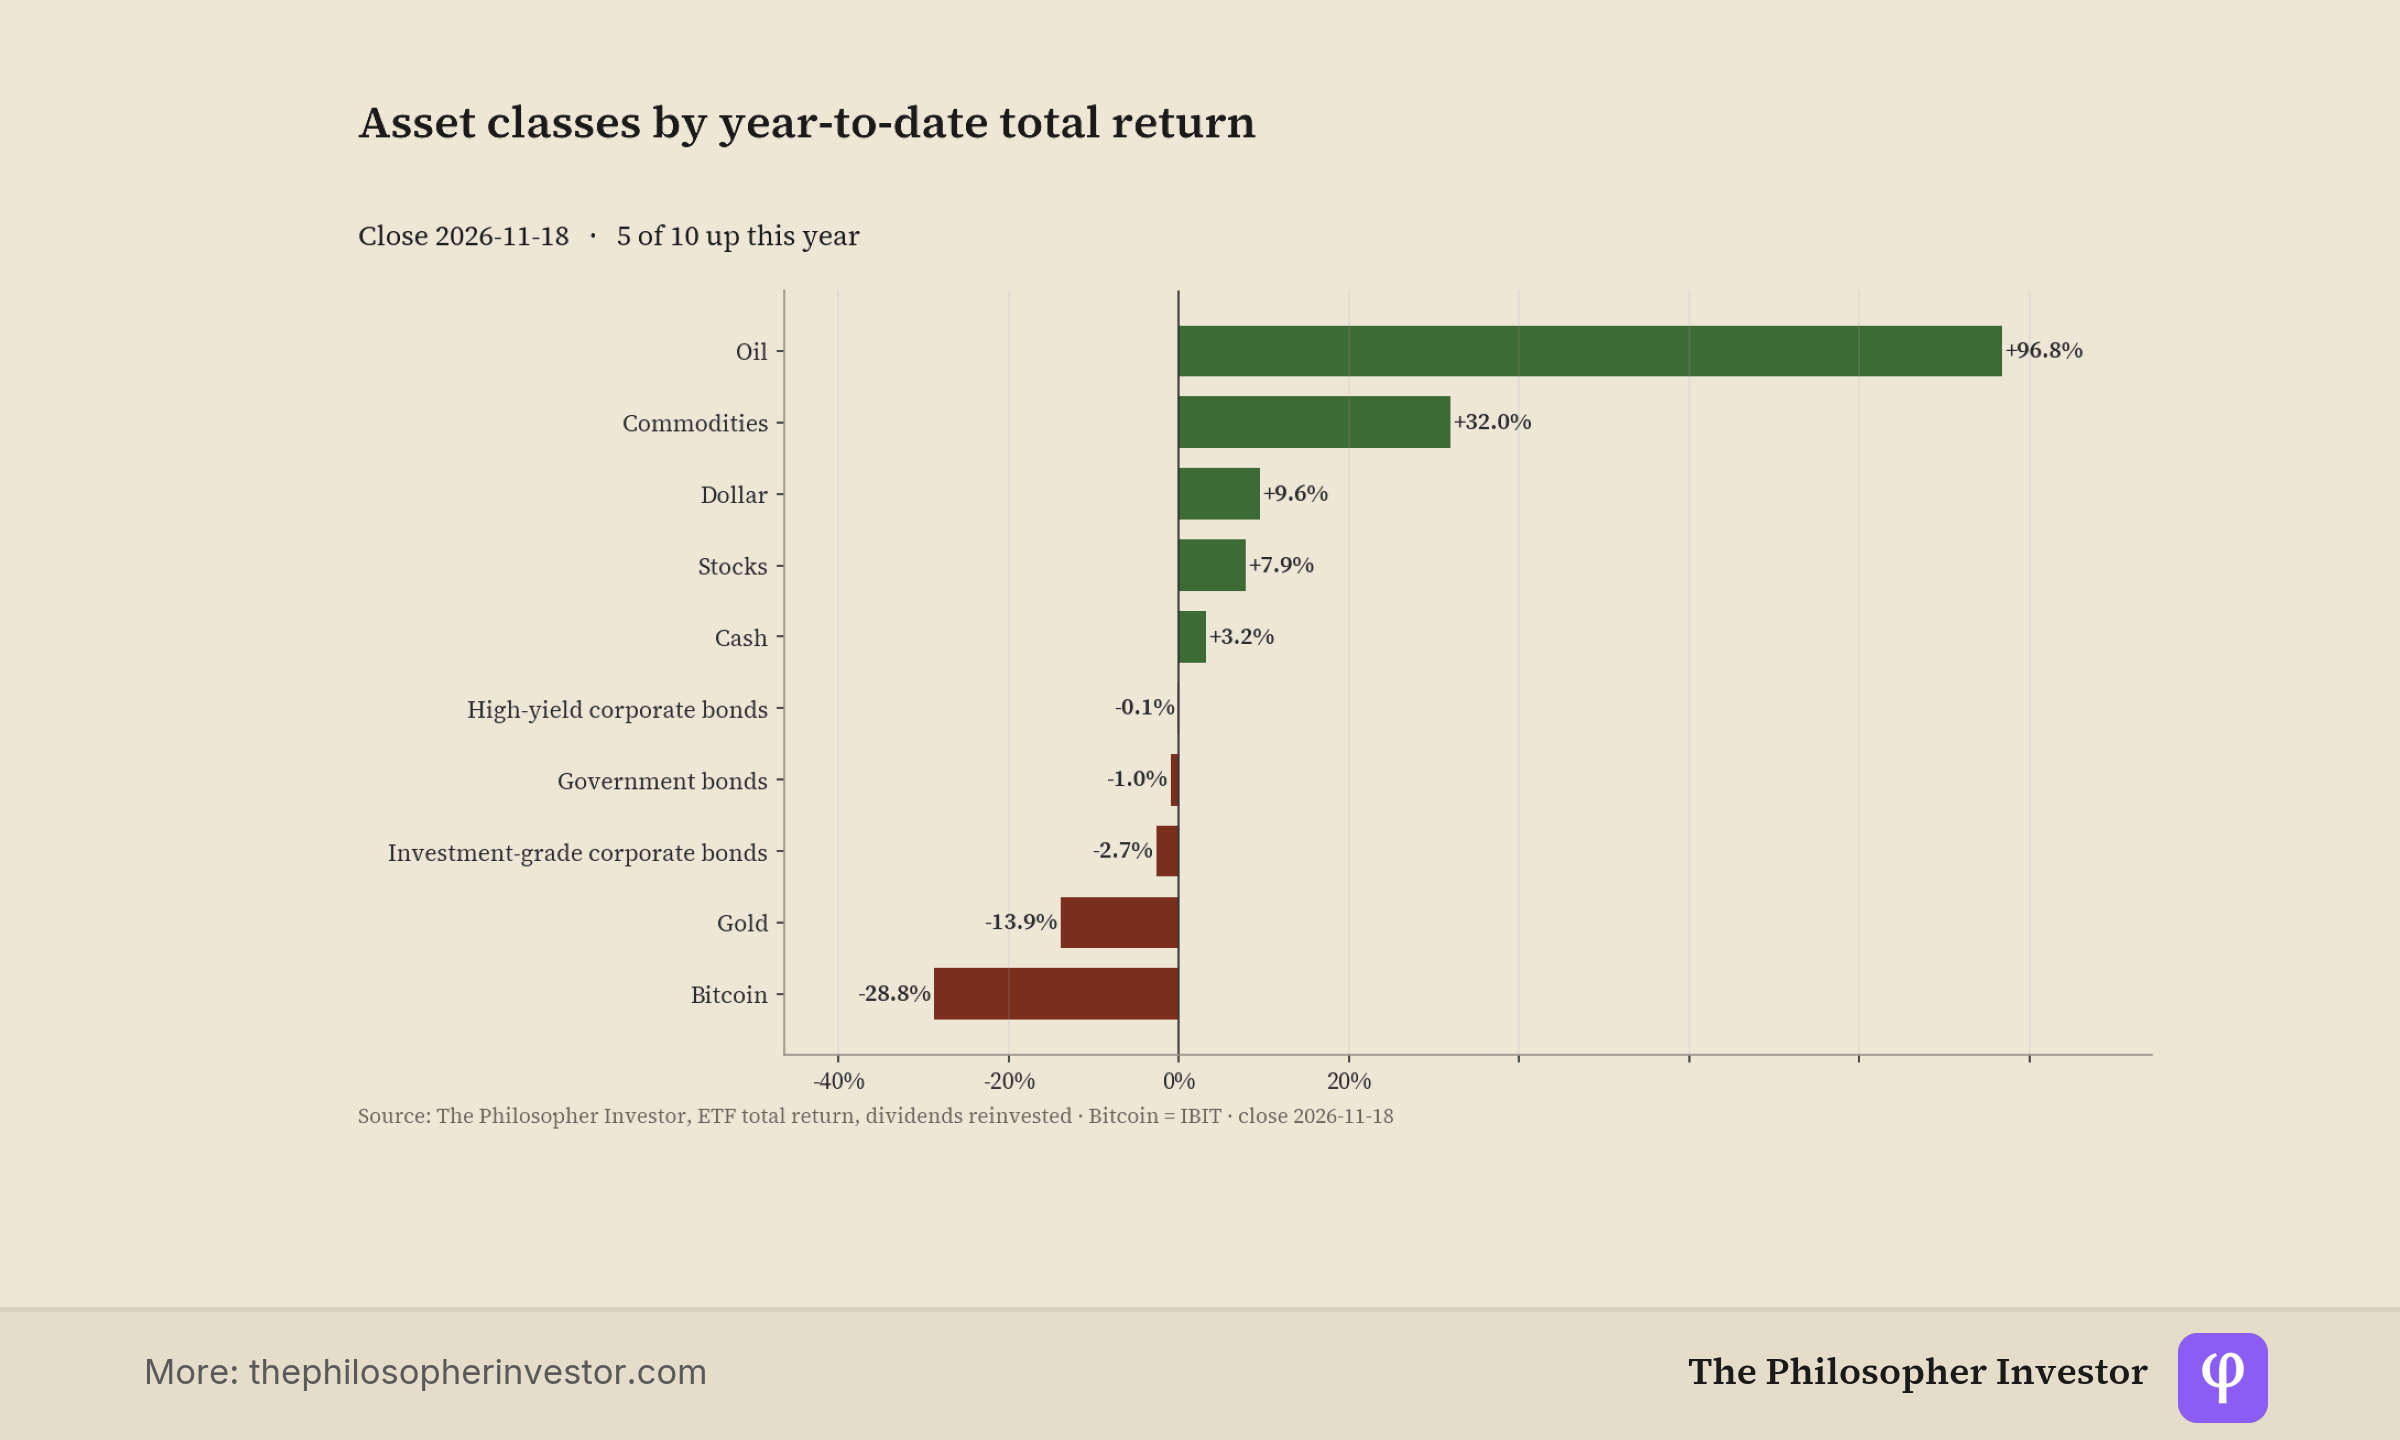 Asset classes by year-to-date total return
Close 2026-11-18 · 5 of 10 up this year
Oil +96.8%
Commodities +32.0%
Dollar +9.6%
Stocks +7.9%
Cash +3.2%
High-yield corporate bonds -0.1%
Government bonds -1.0%
Investment-grade corporate bonds -2.7%
Gold -13.9%
Bitcoin -28.8%
-40% -20% 0% 20%
Source: The Philosopher Investor, ETF total return, dividends reinvested · Bitcoin = IBIT · close 2026-11-18
More: thephilosopherinvestor.com
The Philosopher Investor φ